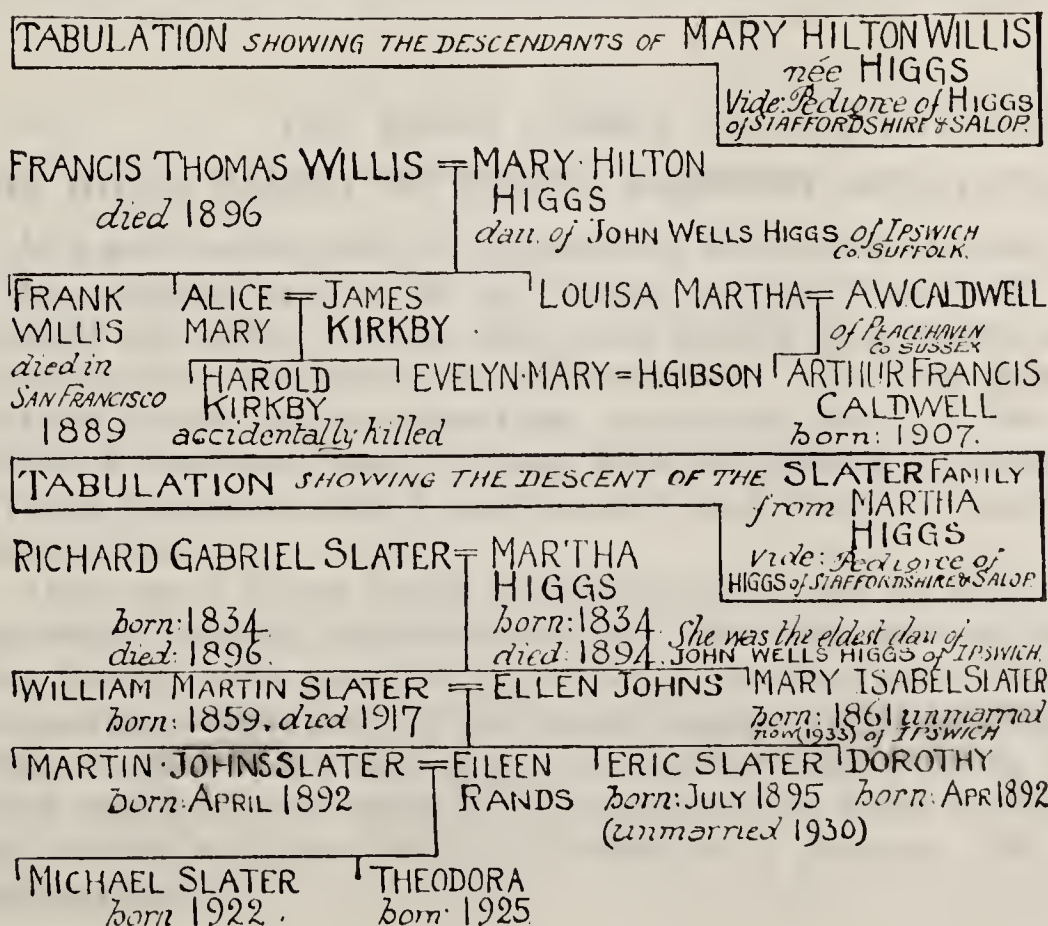 TABULATION SHOWING THE DESCENDANTS OF MARY HILTON WILLIS
née HIGGS
Vide: Pedigree of HIGGS
of STAFFORDSHIRE & SALOP.
FRANCIS THOMAS WILLIS = MARY HILTON
HIGGS
died 1896
dau. of JOHN WELLS HIGGS of IPSWICH
Co. SUFFOLK.
FRANK
WILLIS
died in
SAN FRANCISCO
1889
ALICE = JAMES
MARY KIRKBY
LOUISA MARTHA = A.W. CALDWELL
of PEACEHAVEN
Co SUSSEX
HAROLD
KIRKBY
accidentally killed
EVELYN·MARY = H. GIBSON
ARTHUR FRANCIS
CALDWELL
born: 1907.
TABULATION SHOWING THE DESCENT OF THE SLATER FAMILY
from MARTHA
HIGGS
vide: Pedigree of
HIGGS of STAFFORDSHIRE & SALOP
RICHARD GABRIEL SLATER = MARTHA
HIGGS
born: 1834.
died: 1896.
born: 1834.
died: 1894.
She was the eldest dau of
JOHN WELLS HIGGS of IPSWICH.
WILLIAM MARTIN SLATER = ELLEN JOHNS
born: 1859. died 1917
MARY ISABEL SLATER
born: 1861 unmarried
now (1933) of IPSWICH
MARTIN·JOHNS SLATER = EILEEN
RANDS
born: APRIL 1892
ERIC SLATER
born: JULY 1895
(unmarried 1930)
DOROTHY
born: APR 1892
MICHAEL SLATER
born 1922.
THEODORA
born 1925